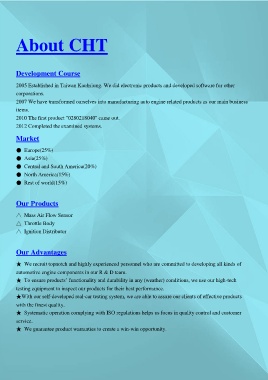 About CHT
Development Course
2005 Established in Taiwan Kaohsiung. We did electronic products and developed software for other
corporations.
2007 We have transformed ourselves into manufacturing auto engine related products as our main business
items.
2010 The first product "0280218040" came out.
2012 Completed the examined systems.
Market
● Europe(25%)
● Asia(25%)
● Central and South America(20%)
● North America(15%)
● Rest of world(15%)
Our Products
△ Mass Air Flow Sensor
△ Throttle Body
△ Ignition Distributor
Our Advantages
★ We recruit topnotch and highly experienced personnel who are committed to developing all kinds of
automotive engine components in our R & D team.
★ To ensure products' functionality and durability in any (weather) conditions, we use our high-tech
testing equipment to inspect our products for their best performance.
★With our self-developed real-car testing system, we are able to assure our clients of effective products
with the finest quality.
★ Systematic operation complying with ISO regulations helps us focus in quality control and customer
service.
★ We guarantee product warranties to create a win-win opportunity.